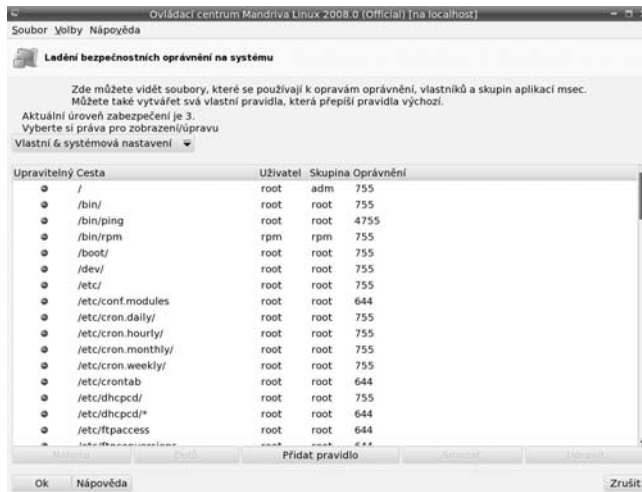 Ovládací centrum Mandriva Linux 2008.0 (Official) [na localhost]
Soubor Volby Nápověda
Ladění bezpečnostních oprávnění na systému
Zde můžete vidět soubory, které se používají k opravám oprávnění, vlastníků a skupin aplikací msec.
Můžete také vytvářet svá vlastní pravidla, která přepíší pravidla výchozí.
Aktuální úroveň zabezpečení je 3.
Vyberte si práva pro zobrazení/úpravu
Vlastní & systémová nastavení
Upravitelný Cesta Uživatel Skupina Oprávnění
/ root adm 755
/bin/ root root 755
/bin/ping root root 4755
/bin/rpm rpm rpm 755
/boot/ root root 755
/dev/ root root 755
/etc/ root root 755
/etc/conf.modules root root 644
/etc/cron.daily/ root root 755
/etc/cron.hourly/ root root 755
/etc/cron.monthly/ root root 755
/etc/cron.weekly/ root root 755
/etc/crontab root root 644
/etc/dhcpcd/ root root 755
/etc/dhcpcd/* root root 644
/etc/ftpaccess root root 644
/etc/ftpconversions root root 644
Nahoru Dolů Přidat pravidlo Smazat Upravit
Ok Nápověda Zrušit